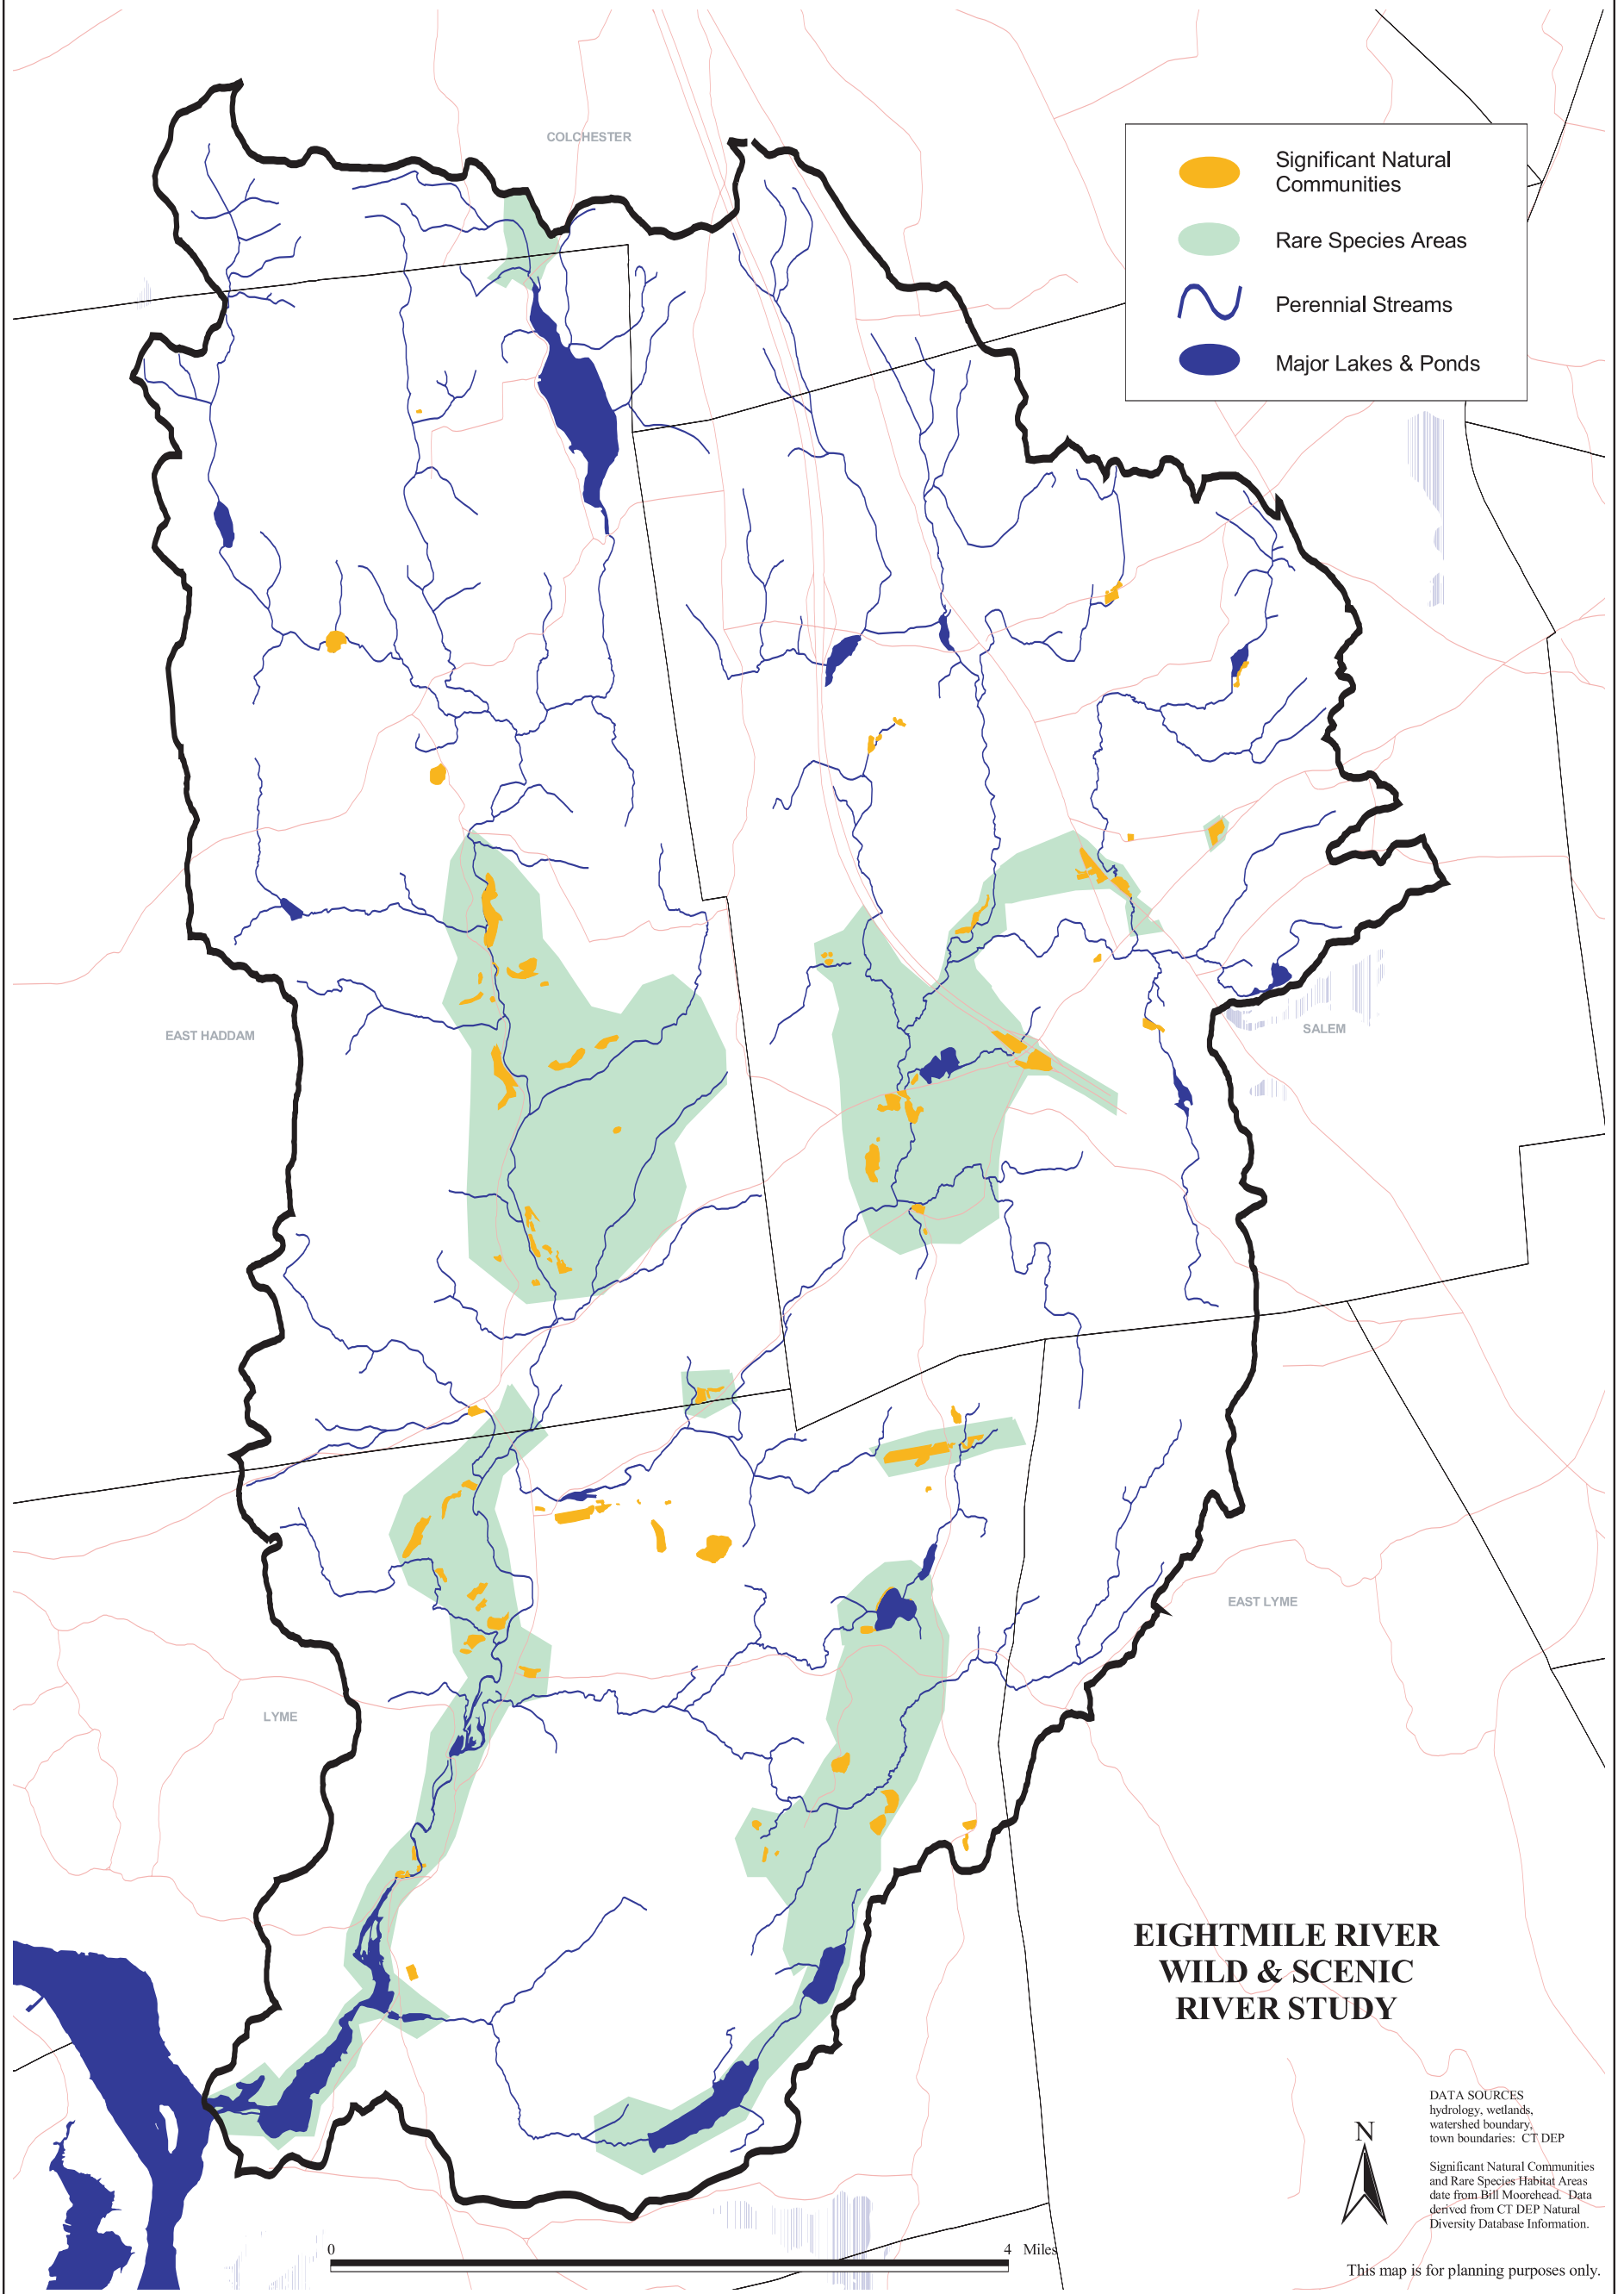 COLCHESTER
Significant Natural
Communities
Rare Species Areas
Perennial Streams
Major Lakes & Ponds
EAST HADDAM
SALEM
EAST LYME
LYME
EIGHTMILE RIVER
WILD & SCENIC
RIVER STUDY
DATA SOURCES
hydrology, wetlands,
watershed boundary,
town boundaries: CT DEP
N
Significant Natural Communities
and Rare Species Habitat Areas
date from Bill Moorehead. Data
derived from CT DEP Natural
Diversity Database Information.
0
4 Miles
This map is for planning purposes only.